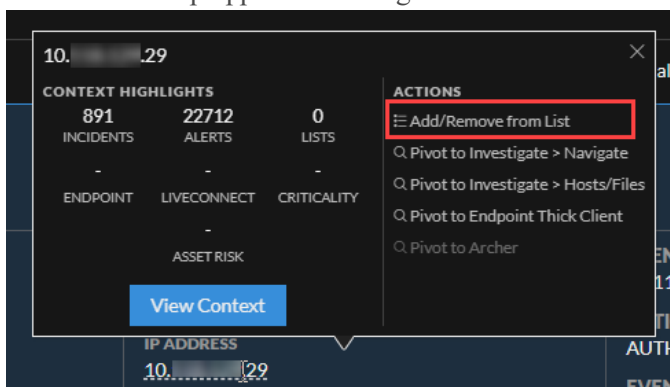 10. .29
CONTEXT HIGHLIGHTS
891 22712 0
INCIDENTS ALERTS LISTS
- - -
ENDPOINT LIVECONNECT CRITICALITY
-
ASSET RISK
View Context
ACTIONS
Add/Remove from List
Pivot to Investigate > Navigate
Pivot to Investigate > Hosts/Files
Pivot to Endpoint Thick Client
Pivot to Archer
IP ADDRESS
10. 29
AUTH